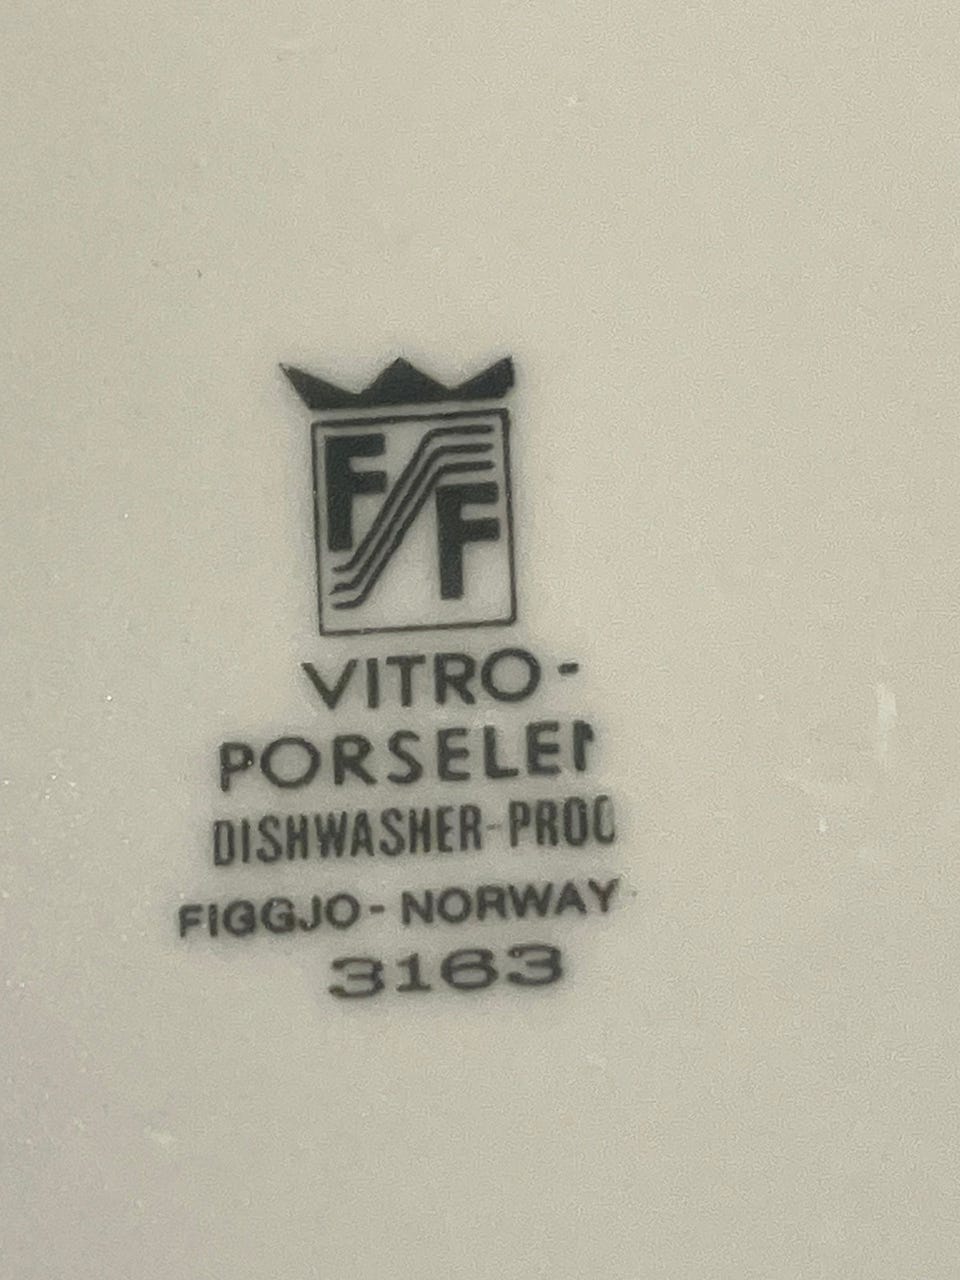 F F
VITRO-
PORSELEN
DISHWASHER-PROO
FIGGJO-NORWAY
3163